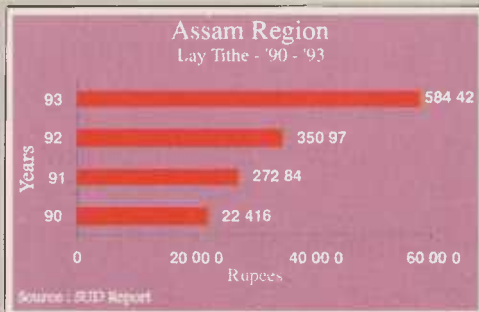 Assam Region
Lay Tithe - '90 - '93
93 584 42
92 350 97
91 272 84
90 22 416
Years
0 20 00 0 40 00 0 60 00 0
Rupees
Source : SUD Report